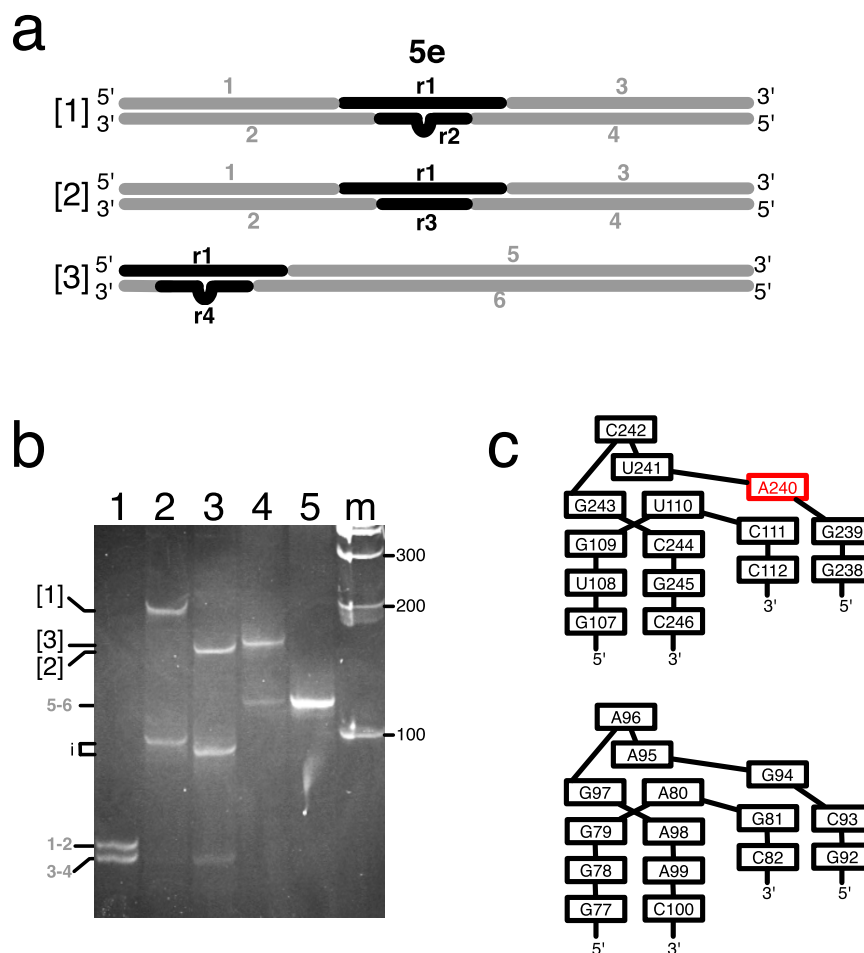 a
5e
1 r1 3
[1] 5' 3'
3' 5'
2 r2 4
1 r1 3
[2] 5' 3'
3' 5'
2 r3 4
r1 5
[3] 5' 3'
3' 5'
r4 6
b
1 2 3 4 5 m
300
[1]
200
[3]
[2]
5-6
100
i
1-2
3-4
c
C242
U241
A240
G243 U110
C111 G239
G109 C244
C112 G238
U108 G245
3' 5'
G107 C246
5' 3'
A96
A95
G94
G97 A80
G81 C93
G79 A98
C82 G92
G78 A99
3' 5'
G77 C100
5' 3'